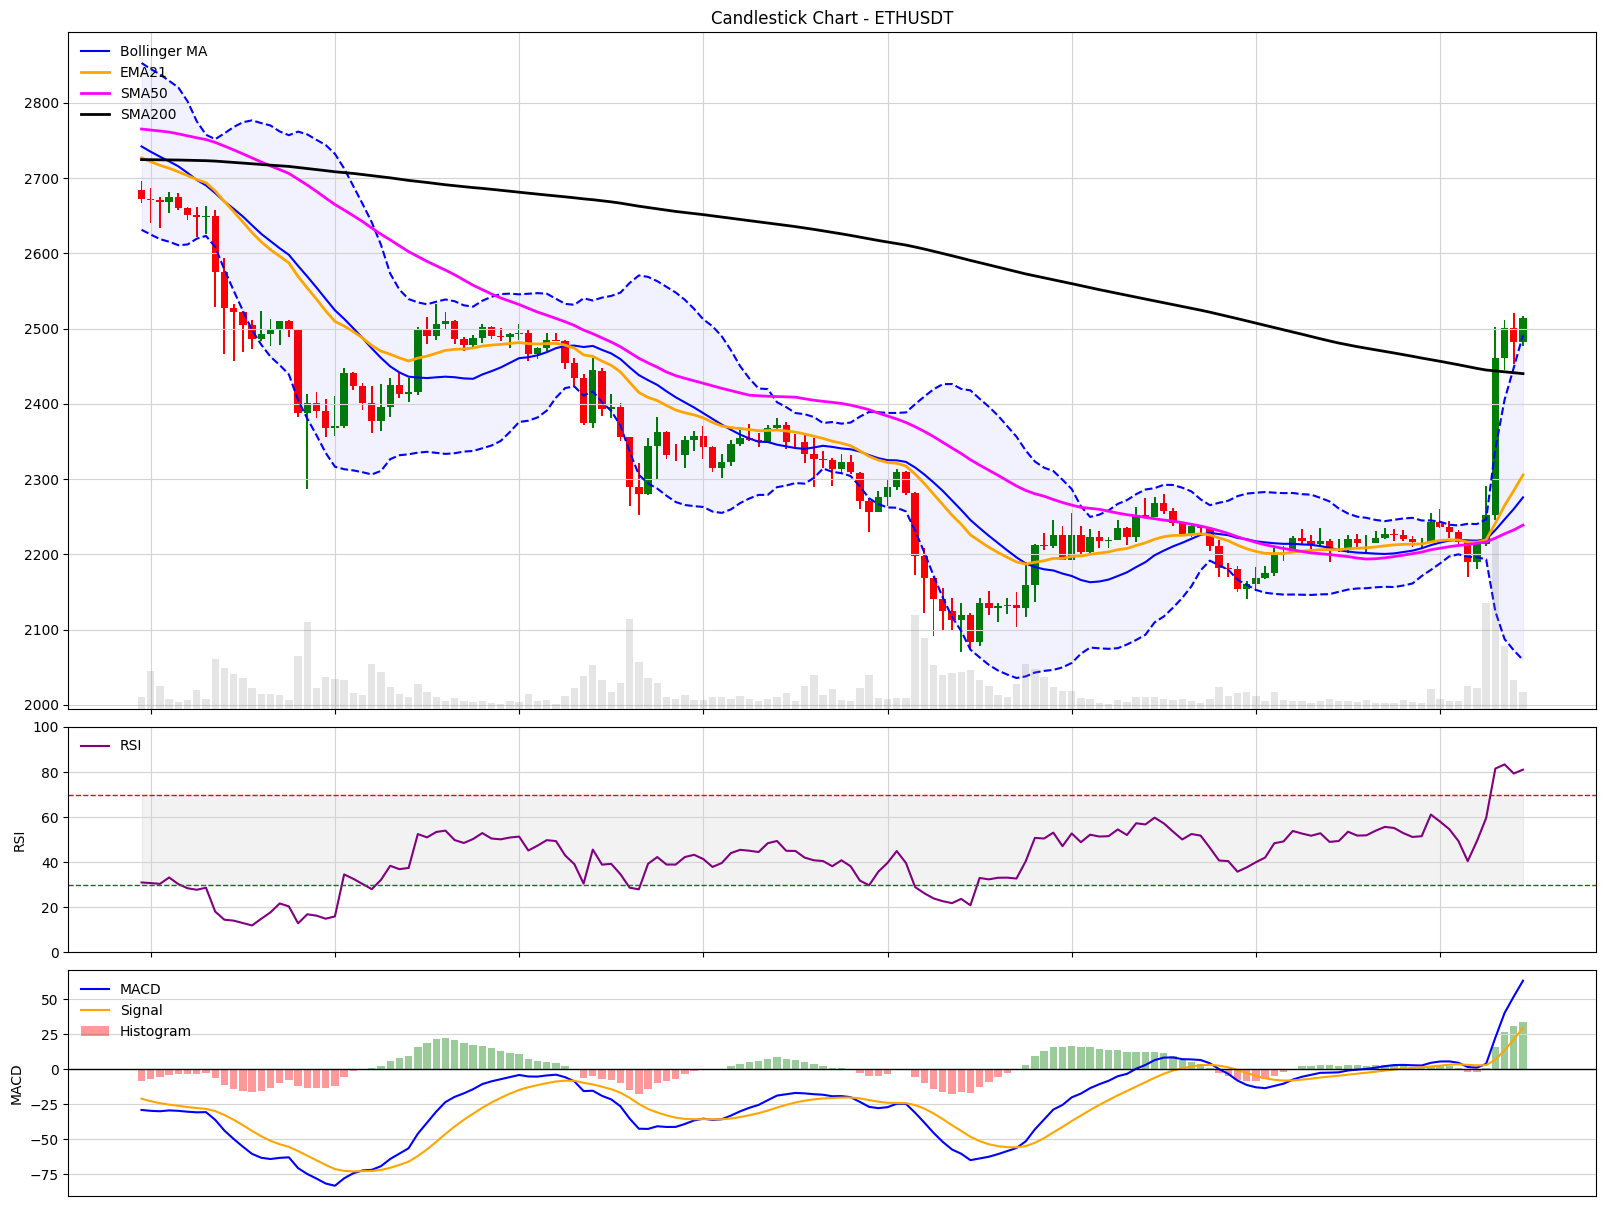 Candlestick Chart - ETHUSDT
Bollinger MA
EMA21
SMA50
SMA200
2800
2700
2600
2500
2400
2300
2200
2100
2000
RSI
100
80
60
40
20
0
RSI
MACD
Signal
Histogram
50
25
0
−25
−50
−75
MACD